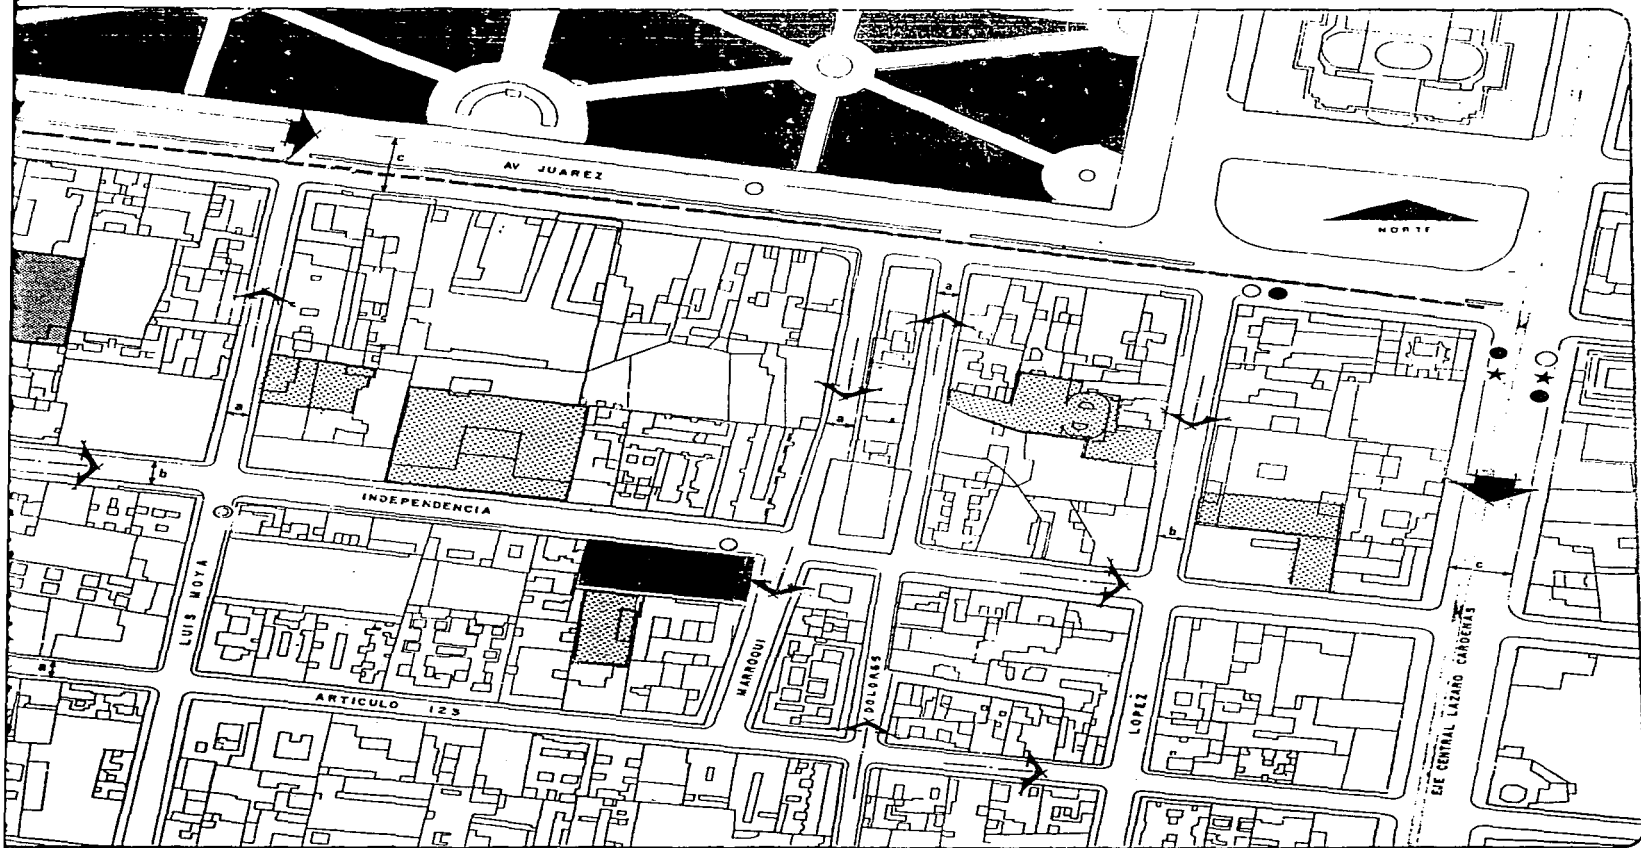 c
AV JUAREZ
NORTE
a
a
a
b
INDEPENDENCIA
b
c
LUIS MOYA
a
MARROQUI
DOLORES
LOPEZ
EJE CENTRAL LAZARO CARDENAS
ARTICULO 123